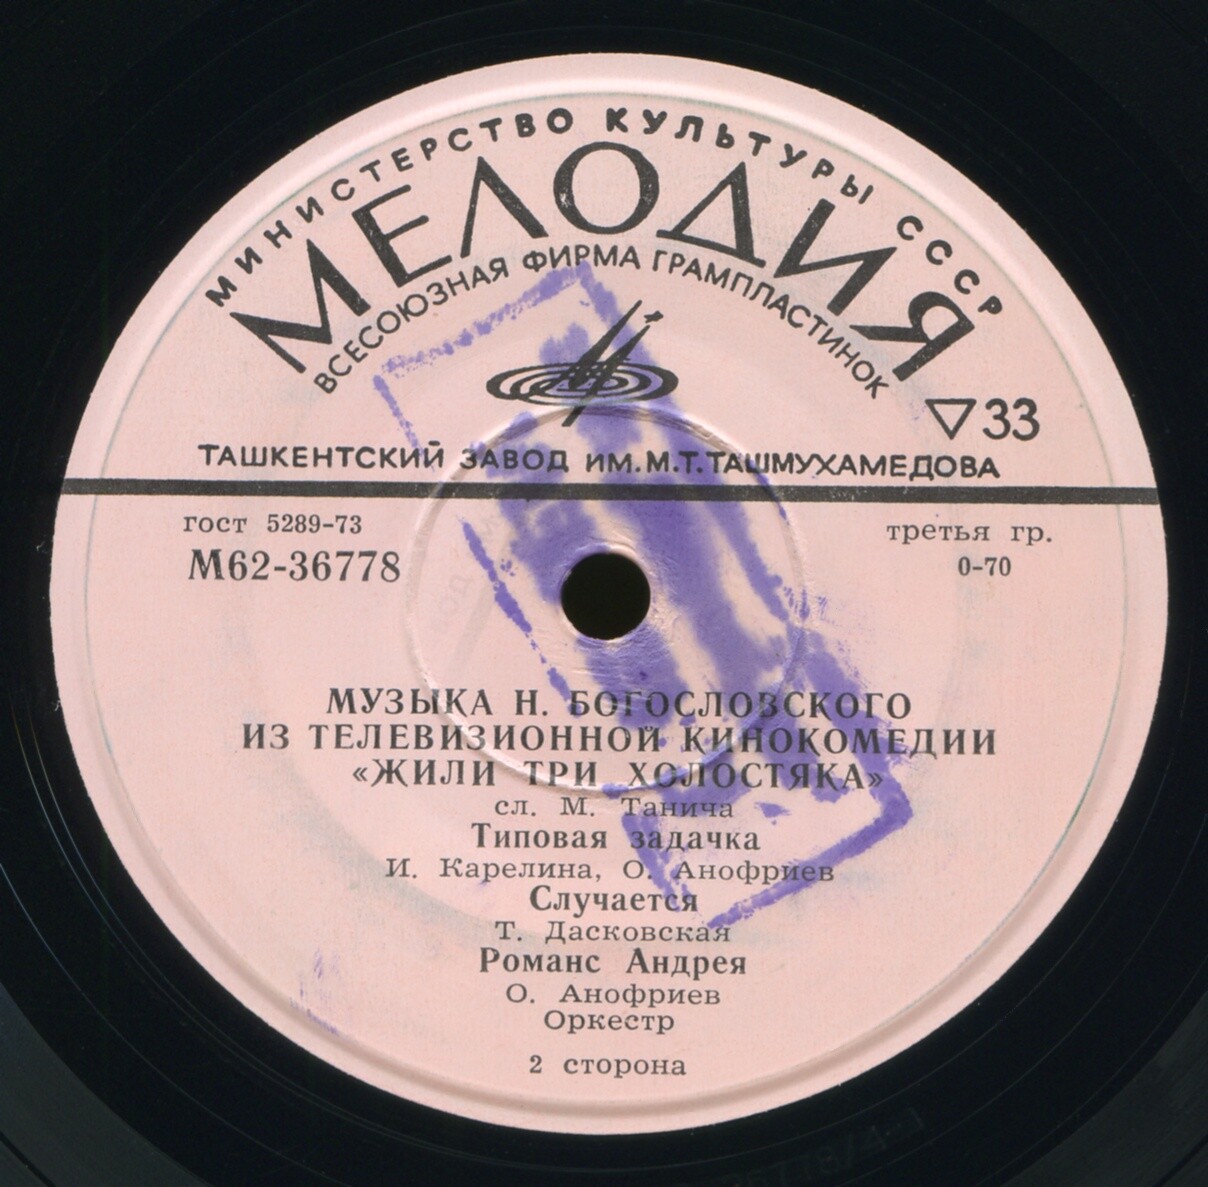 МИНИСТЕРСТВО КУЛЬТУРЫ СССР
МЕЛОДИЯ
ВСЕСОЮЗНАЯ ФИРМА ГРАМПЛАСТИНОК
▽33
ТАШКЕНТСКИЙ ЗАВОД ИМ. М.Т. ТАШМУХАМЕДОВА
гост 5289-73
третья гр.
М62-36778
0-70
МУЗЫКА Н. БОГОСЛОВСКОГО
ИЗ ТЕЛЕВИЗИОННОЙ КИНОКОМЕДИИ
«ЖИЛИ ТРИ ХОЛОСТЯКА»
сл. М. Танича
Типовая задачка
И. Карелина, О. Анофриев
Случается
Т. Дасковская
Романс Андрея
О. Анофриев
Оркестр
2 сторона